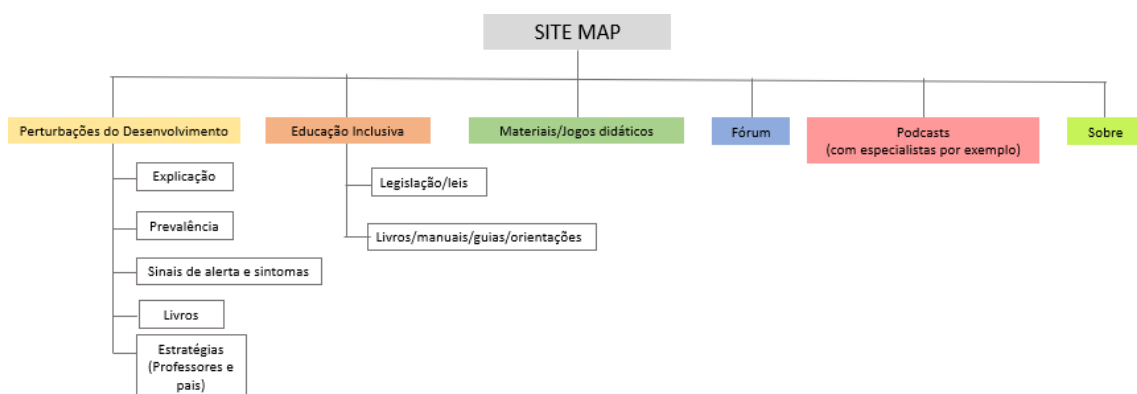 SITE MAP
Perturbações do Desenvolvimento
Educação Inclusiva
Materiais/Jogos didáticos
Fórum
Podcasts
(com especialistas por exemplo)
Sobre
Explicação
Prevalência
Sinais de alerta e sintomas
Livros
Estratégias
(Professores e
pais)
Legislação/leis
Livros/manuais/guias/orientações